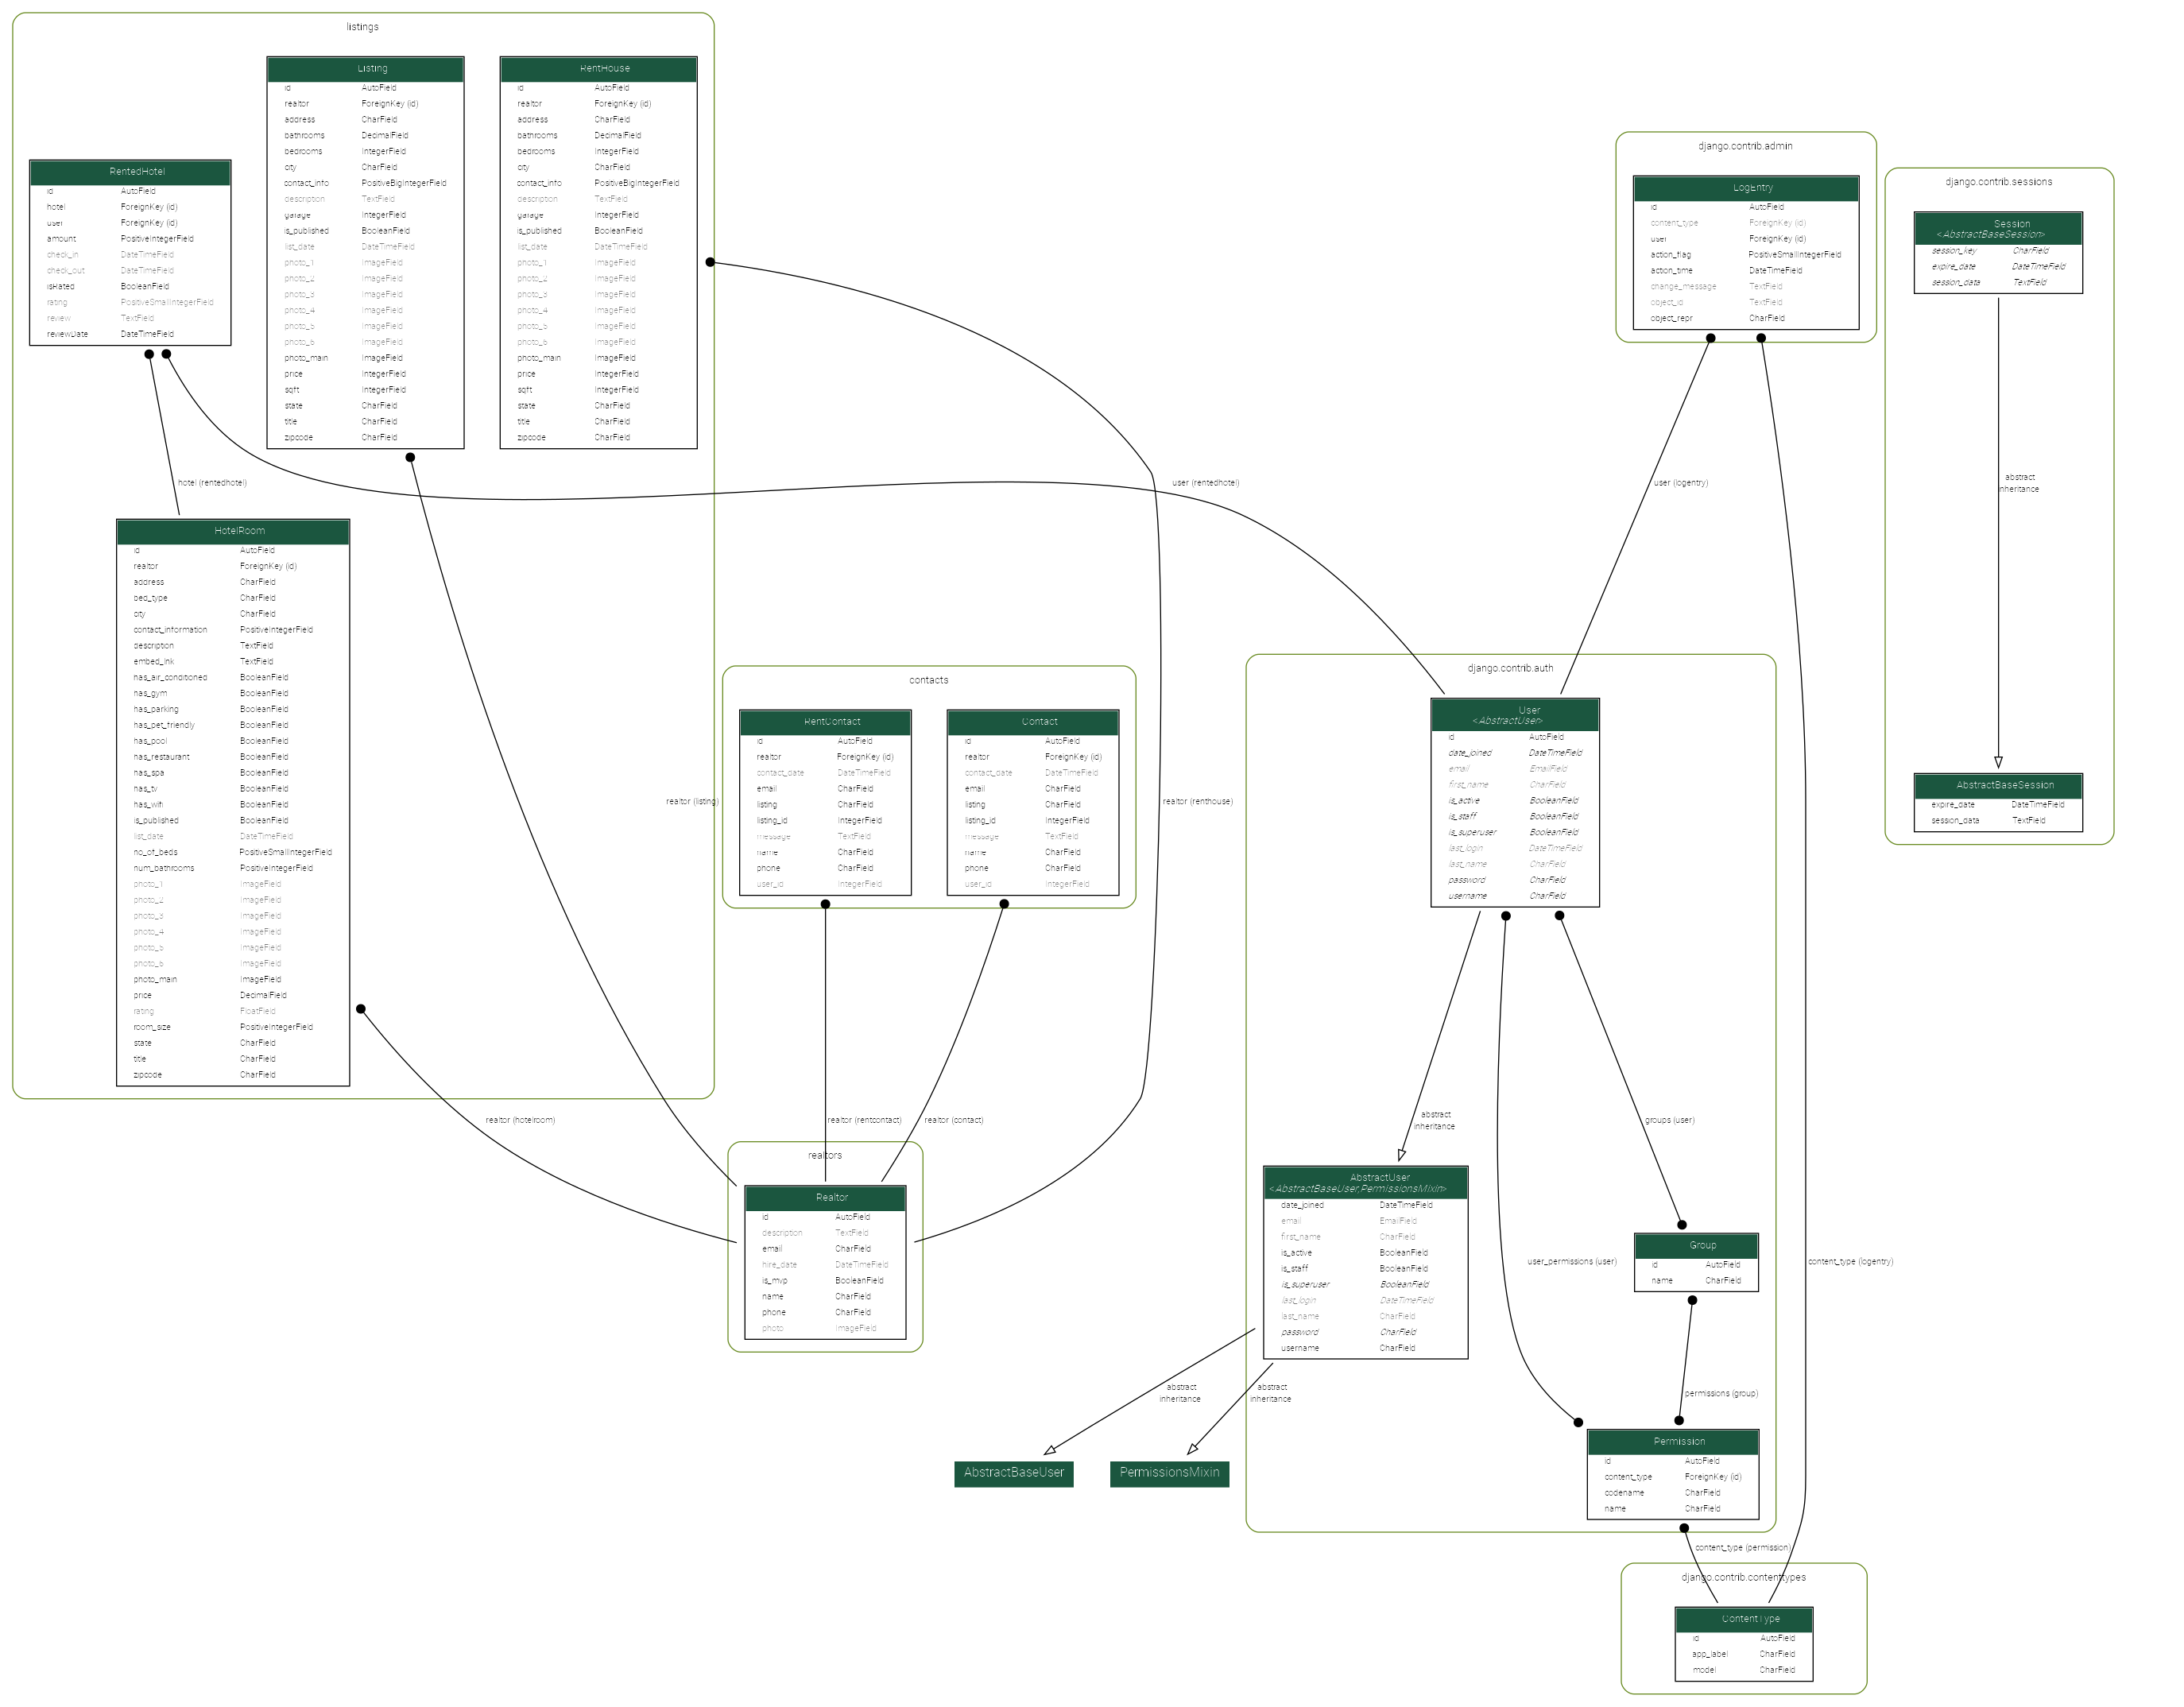 listings
RentedHotel
id AutoField
hotel ForeignKey (id)
user ForeignKey (id)
amount PositiveIntegerField
check_in DateTimeField
check_out DateTimeField
isRated BooleanField
rating PositiveSmallIntegerField
review TextField
reviewDate DateTimeField
Listing
id AutoField
realtor ForeignKey (id)
address CharField
bathrooms DecimalField
bedrooms IntegerField
city CharField
contact_info PositiveBigIntegerField
description TextField
garage IntegerField
is_published BooleanField
list_date DateTimeField
photo_1 ImageField
photo_2 ImageField
photo_3 ImageField
photo_4 ImageField
photo_5 ImageField
photo_6 ImageField
photo_main ImageField
price IntegerField
sqft IntegerField
state CharField
title CharField
zipcode CharField
RentHouse
id AutoField
realtor ForeignKey (id)
address CharField
bathrooms DecimalField
bedrooms IntegerField
city CharField
contact_info PositiveBigIntegerField
description TextField
garage IntegerField
is_published BooleanField
list_date DateTimeField
photo_1 ImageField
photo_2 ImageField
photo_3 ImageField
photo_4 ImageField
photo_5 ImageField
photo_6 ImageField
photo_main ImageField
price IntegerField
sqft IntegerField
state CharField
title CharField
zipcode CharField
django.contrib.admin
LogEntry
id AutoField
content_type ForeignKey (id)
user ForeignKey (id)
action_flag PositiveSmallIntegerField
action_time DateTimeField
change_message TextField
object_id TextField
object_repr CharField
django.contrib.sessions
Session
<AbstractBaseSession>
session_key CharField
expire_date DateTimeField
session_data TextField
hotel (rentedhotel)
user (rentedhotel)
user (logentry)
abstract
inheritance
HotelRoom
id AutoField
realtor ForeignKey (id)
address CharField
bed_type CharField
city CharField
contact_information PositiveIntegerField
description TextField
embed_link TextField
has_air_conditioned BooleanField
has_gym BooleanField
has_parking BooleanField
has_pet_friendly BooleanField
has_pool BooleanField
has_restaurant BooleanField
has_spa BooleanField
has_tv BooleanField
has_wifi BooleanField
is_published BooleanField
list_date DateTimeField
no_of_beds PositiveSmallIntegerField
num_bathrooms PositiveIntegerField
photo_1 ImageField
photo_2 ImageField
photo_3 ImageField
photo_4 ImageField
photo_5 ImageField
photo_6 ImageField
photo_main ImageField
price DecimalField
rating FloatField
room_size PositiveIntegerField
state CharField
title CharField
zipcode CharField
realtor (listing)
contacts
RentContact
id AutoField
realtor ForeignKey (id)
contact_date DateTimeField
email CharField
listing CharField
listing_id IntegerField
message TextField
name CharField
phone CharField
user_id IntegerField
Contact
id AutoField
realtor ForeignKey (id)
contact_date DateTimeField
email CharField
listing CharField
listing_id IntegerField
message TextField
name CharField
phone CharField
user_id IntegerField
realtor (renthouse)
django.contrib.auth
User
<AbstractUser>
id AutoField
date_joined DateTimeField
email EmailField
first_name CharField
is_active BooleanField
is_staff BooleanField
is_superuser BooleanField
last_login DateTimeField
last_name CharField
password CharField
username CharField
AbstractBaseSession
expire_date DateTimeField
session_data TextField
realtor (hotelroom)
realtor (rentcontact)
realtor (contact)
abstract
inheritance
groups (user)
realtors
Realtor
id AutoField
description TextField
email CharField
hire_date DateTimeField
is_mvp BooleanField
name CharField
phone CharField
photo ImageField
AbstractUser
<AbstractBaseUser,PermissionsMixin>
date_joined DateTimeField
email EmailField
first_name CharField
is_active BooleanField
is_staff BooleanField
is_superuser BooleanField
last_login DateTimeField
last_name CharField
password CharField
username CharField
user_permissions (user)
Group
id AutoField
name CharField
content_type (logentry)
abstract
inheritance
abstract
inheritance
permissions (group)
AbstractBaseUser
PermissionsMixin
Permission
id AutoField
content_type ForeignKey (id)
codename CharField
name CharField
content_type (permission)
django.contrib.contenttypes
ContentType
id AutoField
app_label CharField
model CharField